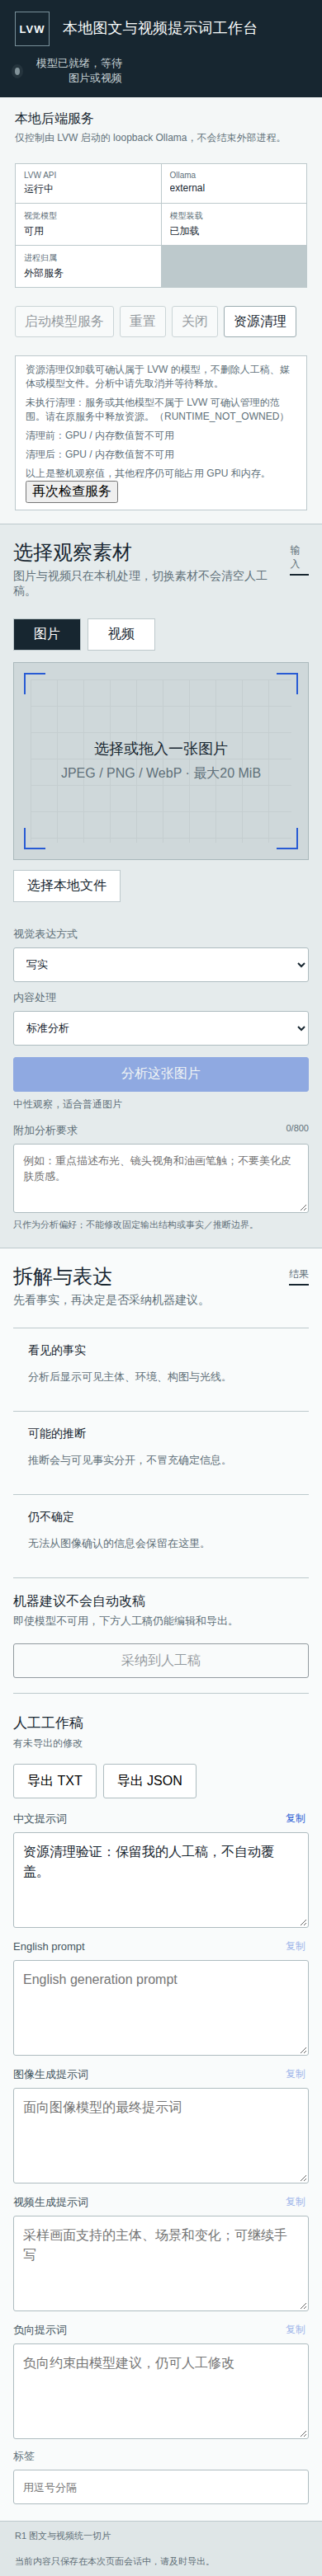 LVW
本地图文与视频提示词工作台
模型已就绪，等待
图片或视频
本地后端服务
仅控制由 LVW 启动的 loopback Ollama，不会结束外部进程。
LVW API
运行中
Ollama
external
视觉模型
可用
模型装载
已加载
进程归属
外部服务
启动模型服务
重置
关闭
资源清理
资源清理仅卸载可确认属于 LVW 的模型，不删除人工稿、媒
体或模型文件。分析中请先取消并等待释放。
未执行清理：服务或其他模型不属于 LVW 可确认管理的范
围。请在原服务中释放资源。（RUNTIME_NOT_OWNED）
清理前：GPU / 内存数值暂不可用
清理后：GPU / 内存数值暂不可用
以上是整机观察值，其他程序仍可能占用 GPU 和内存。
再次检查服务
选择观察素材
输
入
图片与视频只在本机处理，切换素材不会清空人工
稿。
图片
视频
选择或拖入一张图片
JPEG / PNG / WebP · 最大20 MiB
选择本地文件
视觉表达方式
写实
内容处理
标准分析
分析这张图片
中性观察，适合普通图片
附加分析要求
0/800
例如：重点描述布光、镜头视角和油画笔触；不要美化皮
肤质感。
只作为分析偏好；不能修改固定输出结构或事实／推断边界。
拆解与表达
结果
先看事实，再决定是否采纳机器建议。
看见的事实
分析后显示可见主体、环境、构图与光线。
可能的推断
推断会与可见事实分开，不冒充确定信息。
仍不确定
无法从图像确认的信息会保留在这里。
机器建议不会自动改稿
即使模型不可用，下方人工稿仍能编辑和导出。
采纳到人工稿
人工工作稿
有未导出的修改
导出 TXT
导出 JSON
中文提示词
复制
资源清理验证：保留我的人工稿，不自动覆
盖。
English prompt
复制
English generation prompt
图像生成提示词
复制
面向图像模型的最终提示词
视频生成提示词
复制
采样画面支持的主体、场景和变化；可继续手
写
负向提示词
复制
负向约束由模型建议，仍可人工修改
标签
用逗号分隔
R1 图文与视频统一切片
当前内容只保存在本次页面会话中，请及时导出。